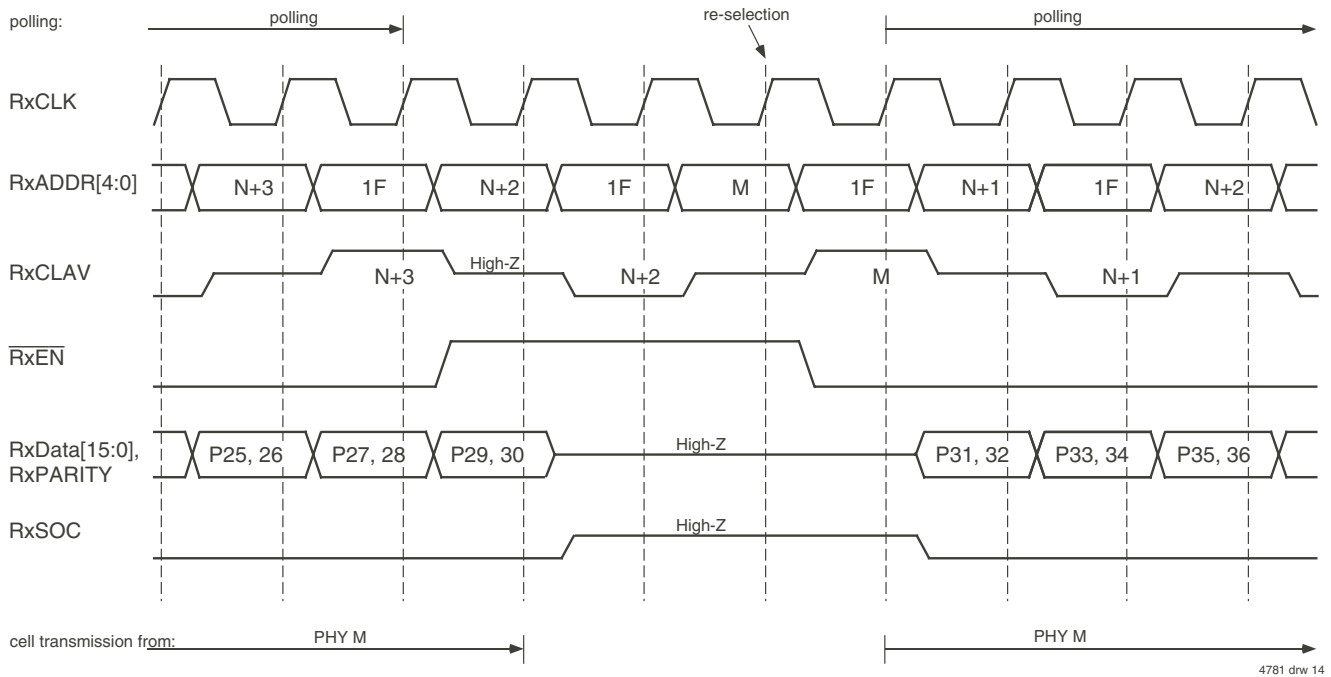 polling:
polling
re-selection
polling
RxCLK
RxADDR[4:0]
N+3
1F
N+2
1F
M
1F
N+1
1F
N+2
RxCLAV
N+3
High-Z
N+2
M
N+1
RxEN
RxData[15:0],
RxPARITY
P25, 26
P27, 28
P29, 30
High-Z
P31, 32
P33, 34
P35, 36
RxSOC
High-Z
cell transmission from:
PHY M
PHY M
4781 drw 14